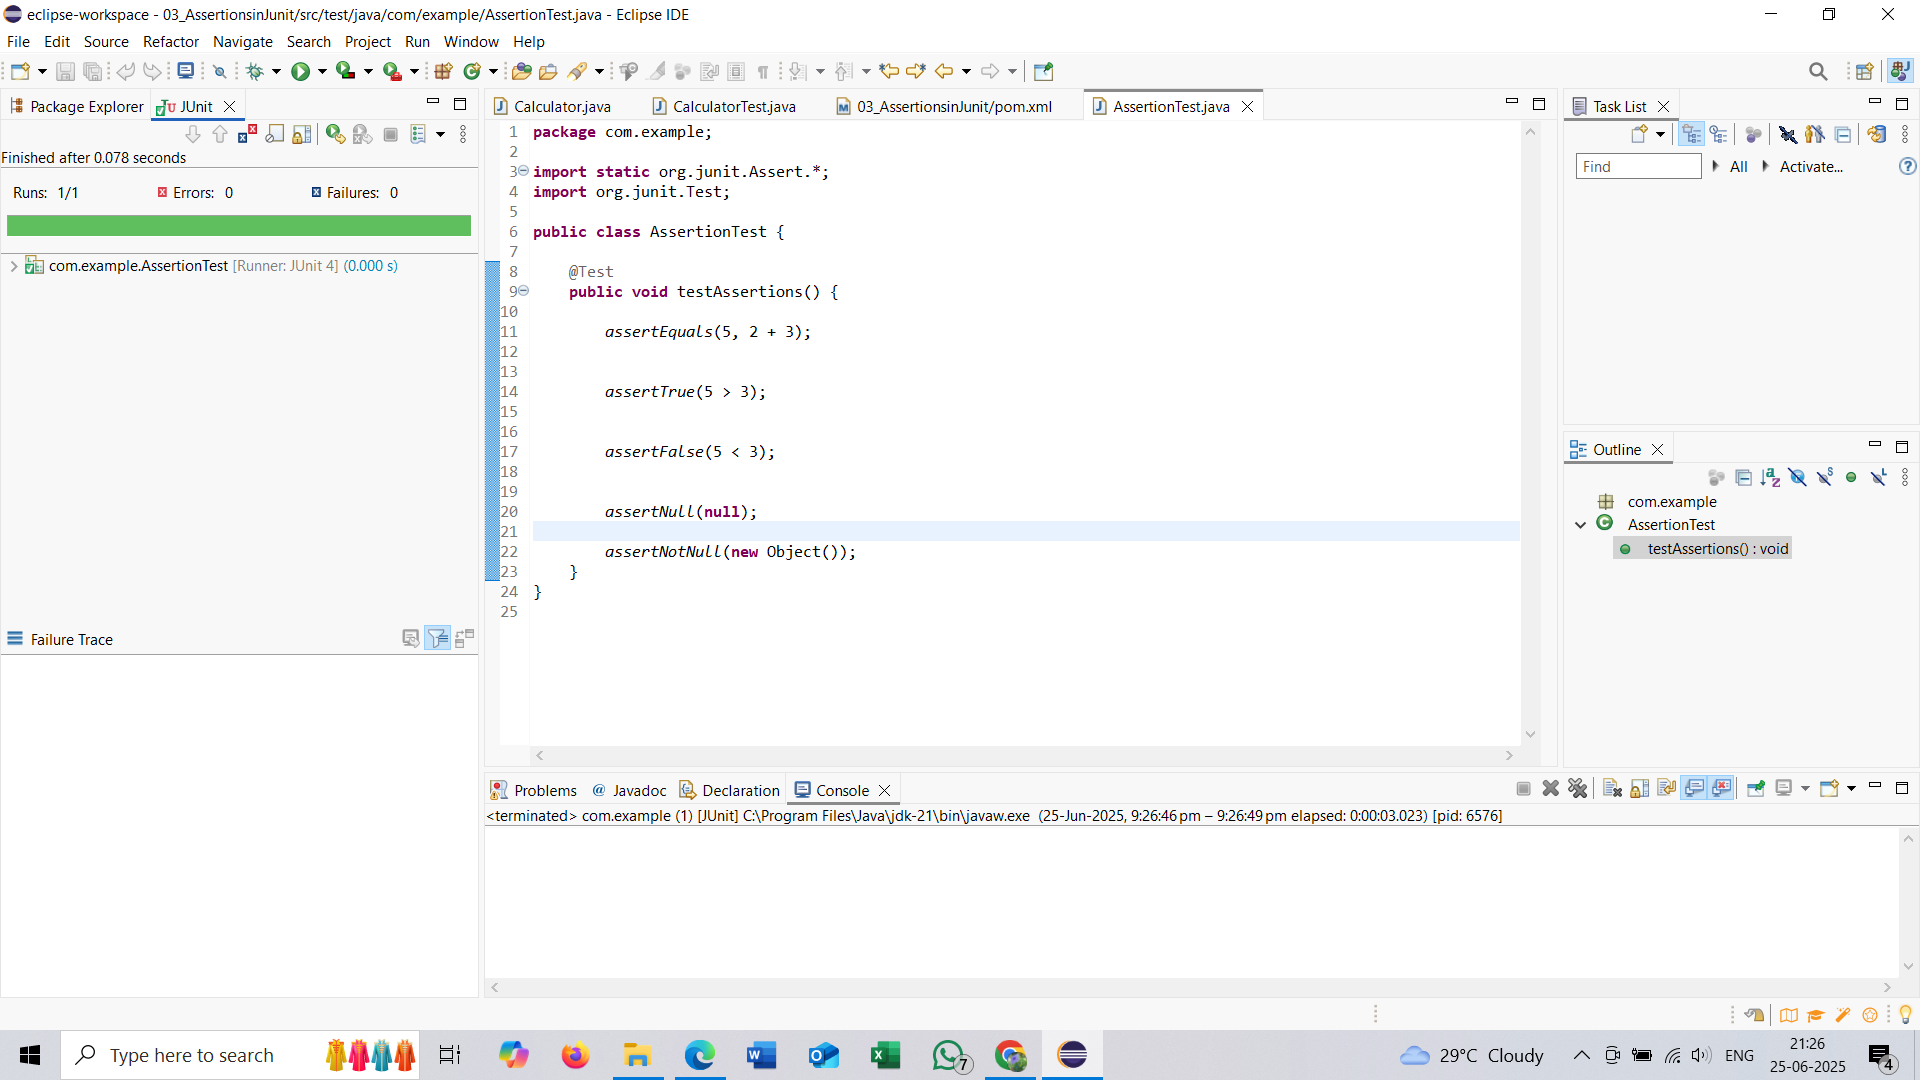 eclipse-workspace - 03_AssertionsinJunit/src/test/java/com/example/AssertionTest.java - Eclipse IDE
File Edit Source Refactor Navigate Search Project Run Window Help
Package Explorer JUnit
Finished after 0.078 seconds
Runs: 1/1 Errors: 0 Failures: 0
com.example.AssertionTest [Runner: JUnit 4] (0.000 s)
Failure Trace
Calculator.java CalculatorTest.java 03_AssertionsinJunit/pom.xml AssertionTest.java
1 package com.example;
2
3 import static org.junit.Assert.*;
4 import org.junit.Test;
5
6 public class AssertionTest {
7
8 @Test
9 public void testAssertions() {
10
11 assertEquals(5, 2 + 3);
12
13
14 assertTrue(5 > 3);
15
16
17 assertFalse(5 < 3);
18
19
20 assertNull(null);
21
22 assertNotNull(new Object());
23 }
24 }
25
Task List
Find All Activate...
Outline
com.example
AssertionTest
testAssertions() : void
Problems Javadoc Declaration Console
<terminated> com.example (1) [JUnit] C:\Program Files\Java\jdk-21\bin\javaw.exe (25-Jun-2025, 9:26:46 pm – 9:26:49 pm elapsed: 0:00:03.023) [pid: 6576]
Type here to search
7
29°C Cloudy
ENG
21:26
25-06-2025
4